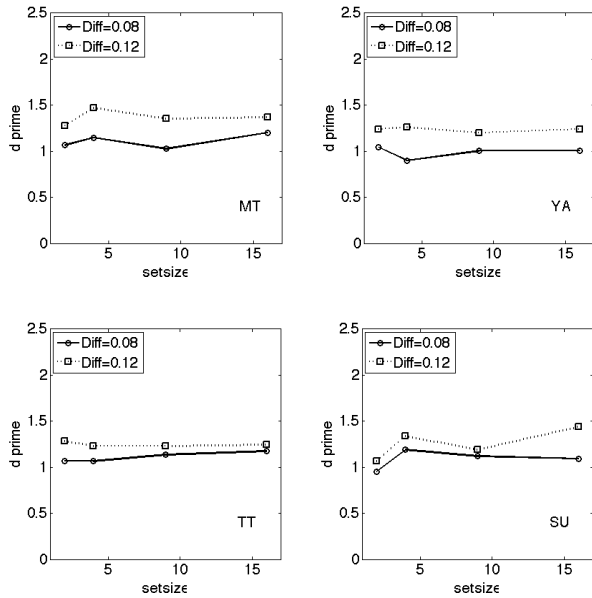 2.5
2
1.5
1
0.5
0
d prime
Diff=0.08
Diff=0.12
MT
5
10
15
setsize
2.5
2
1.5
1
0.5
0
d prime
Diff=0.08
Diff=0.12
YA
5
10
15
setsize
2.5
2
1.5
1
0.5
0
d prime
Diff=0.08
Diff=0.12
TT
5
10
15
setsize
2.5
2
1.5
1
0.5
0
d prime
Diff=0.08
Diff=0.12
SU
5
10
15
setsize